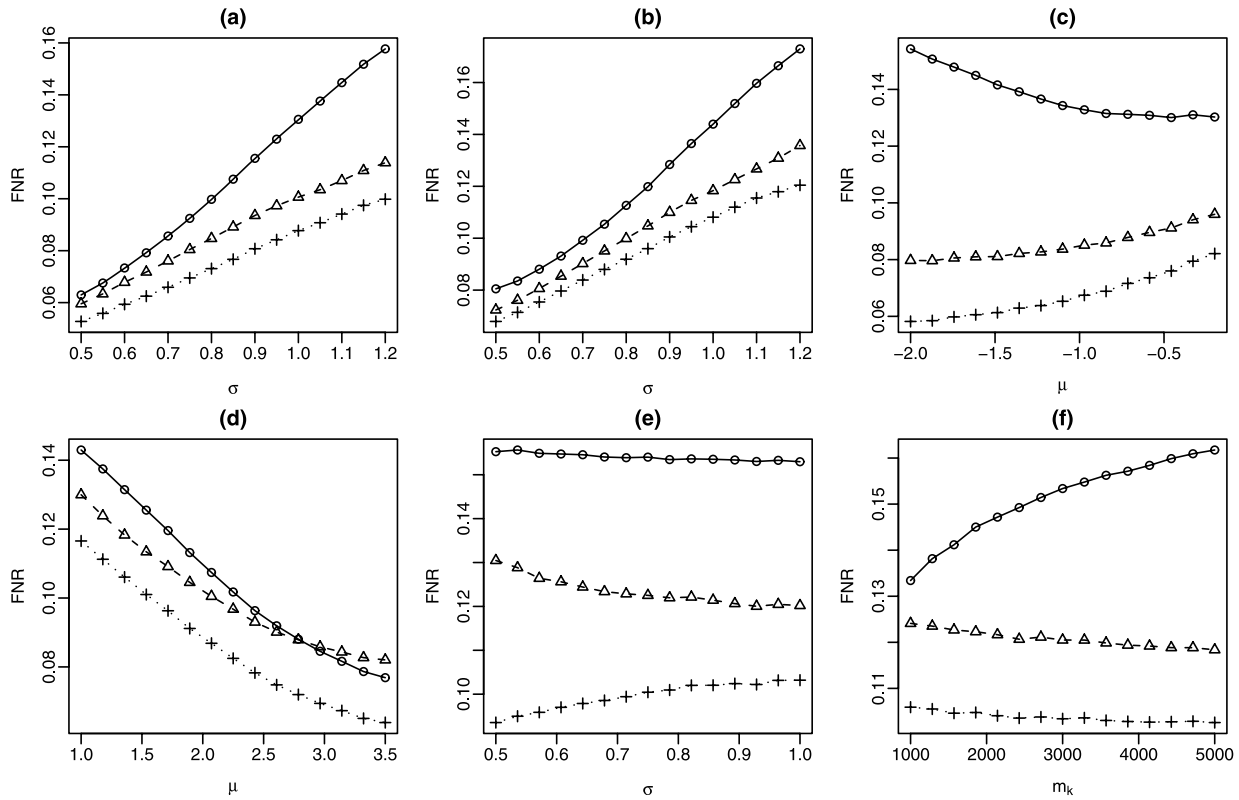 (a)
FNR
0.06 0.08 0.10 0.12 0.14 0.16
0.5 0.6 0.7 0.8 0.9 1.0 1.1 1.2
σ
(b)
FNR
0.08 0.10 0.12 0.14 0.16
0.5 0.6 0.7 0.8 0.9 1.0 1.1 1.2
σ
(c)
FNR
0.06 0.08 0.10 0.12 0.14
−2.0 −1.5 −1.0 −0.5
μ
(d)
FNR
0.08 0.10 0.12 0.14
1.0 1.5 2.0 2.5 3.0 3.5
μ
(e)
FNR
0.10 0.12 0.14
0.5 0.6 0.7 0.8 0.9 1.0
σ
(f)
FNR
0.11 0.13 0.15
1000 2000 3000 4000 5000
mₖ